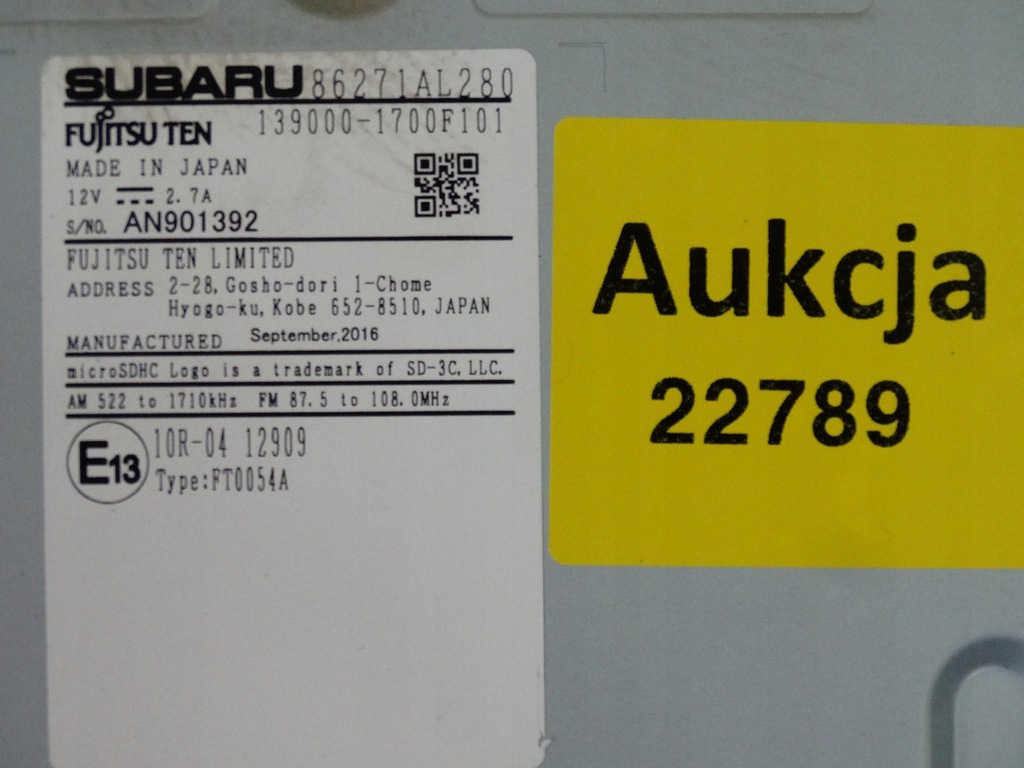 SUBARU 86271AL280
FUJITSU TEN 139000-1700F101
MADE IN JAPAN
12V 2.7A
S/NO. AN901392
FUJITSU TEN LIMITED
ADDRESS 2-28, Gosho-dori 1-Chome
Hyogo-ku, Kobe 652-8510, JAPAN
MANUFACTURED September.2016
microSDHC Logo is a trademark of SD-3C, LLC.
AM 522 to 1710kHz FM 87.5 to 108.0MHz
E13 10R-04 12909
Type:FT0054A
Aukcja
22789